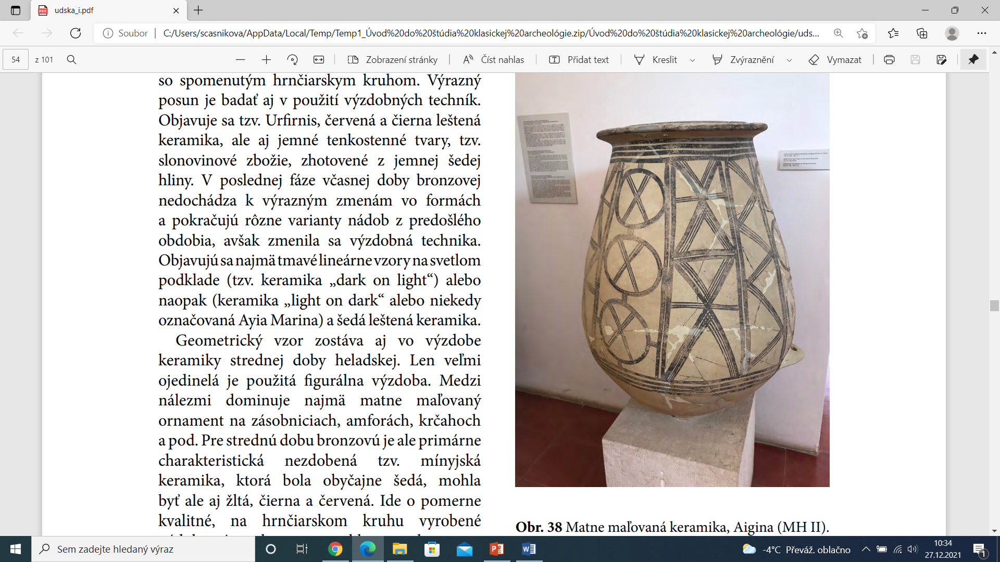 udska_i.pdf
Soubor
C:/Users/scasnikova/AppData/Local/Temp/Temp1_Úvod%20do%20štúdia%20klasickej%20archeológie.zip/Úvod%20do%20štúdia%20klasickej%20archeológie/uds...
54 z 101
Zobrazení stránky
Číst nahlas
Přidat text
Kreslit
Zvýraznění
Vymazat
so spomenutým hrnčiarskym kruhom. Výrazný
posun je badať aj v použití výzdobných techník.
Objavuje sa tzv. Urfirnis, červená a čierna leštená
keramika, ale aj jemné tenkostenné tvary, tzv.
slonovinové zbožie, zhotovené z jemnej šedej
hliny. V poslednej fáze včasnej doby bronzovej
nedochádza k výrazným zmenám vo formách
a pokračujú rôzne varianty nádob z predošlého
obdobia, avšak zmenila sa výzdobná technika.
Objavujú sa najmä tmavé lineárne vzory na svetlom
podklade (tzv. keramika „dark on light“) alebo
naopak (keramika „light on dark“ alebo niekedy
označovaná Ayia Marina) a šedá leštená keramika.
Geometrický vzor zostáva aj vo výzdobe
keramiky strednej doby heladskej. Len veľmi
ojedinelá je použitá figurálna výzdoba. Medzi
nálezmi dominuje najmä matne maľovaný
ornament na zásobniciach, amforách, krčahoch
a pod. Pre strednú dobu bronzovú je ale primárne
charakteristická nezdobená tzv. mínyjská
keramika, ktorá bola obyčajne šedá, mohla
byť ale aj žltá, čierna a červená. Ide o pomerne
kvalitné, na hrnčiarskom kruhu vyrobené
Obr. 38 Matne maľovaná keramika, Aigina (MH II).
Sem zadejte hledaný výraz
-4°C Převáž. oblačno
10:34
27.12.2021
1